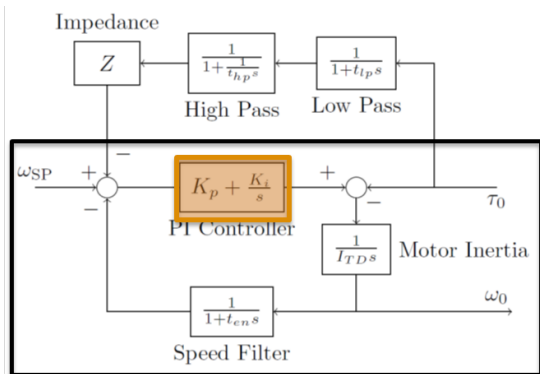 Impedance
Z
1
1+ 1/(t_hp s)
High Pass
1
1+t_lp s
Low Pass
ω_SP
+
−
−
K_p + K_i/s
PI Controller
+
−
τ_0
1
I_TD s
Motor Inertia
ω_0
1
1+t_en s
Speed Filter